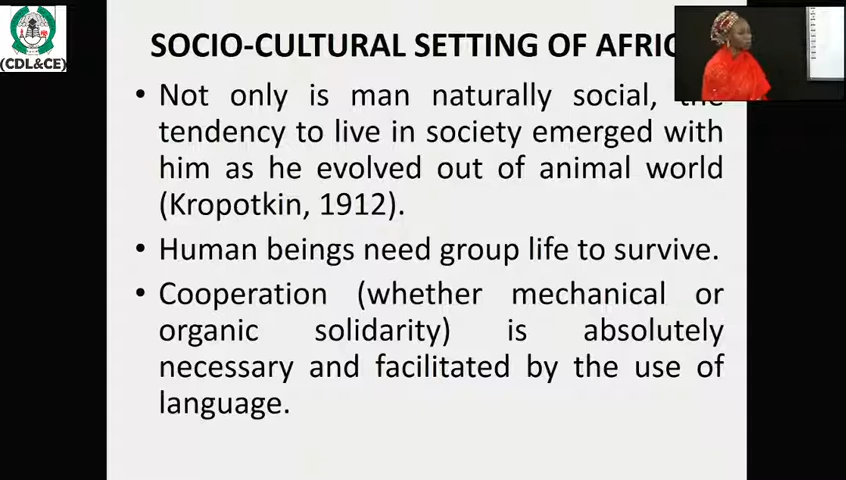 (CDL&CE)
SOCIO-CULTURAL SETTING OF
• Not only is man naturally social, the
tendency to live in society emerged with
him as he evolved out of animal world
(Kropotkin, 1912).
• Human beings need group life to survive.
• Cooperation (whether mechanical or
organic solidarity) is absolutely
necessary and facilitated by the use of
language.